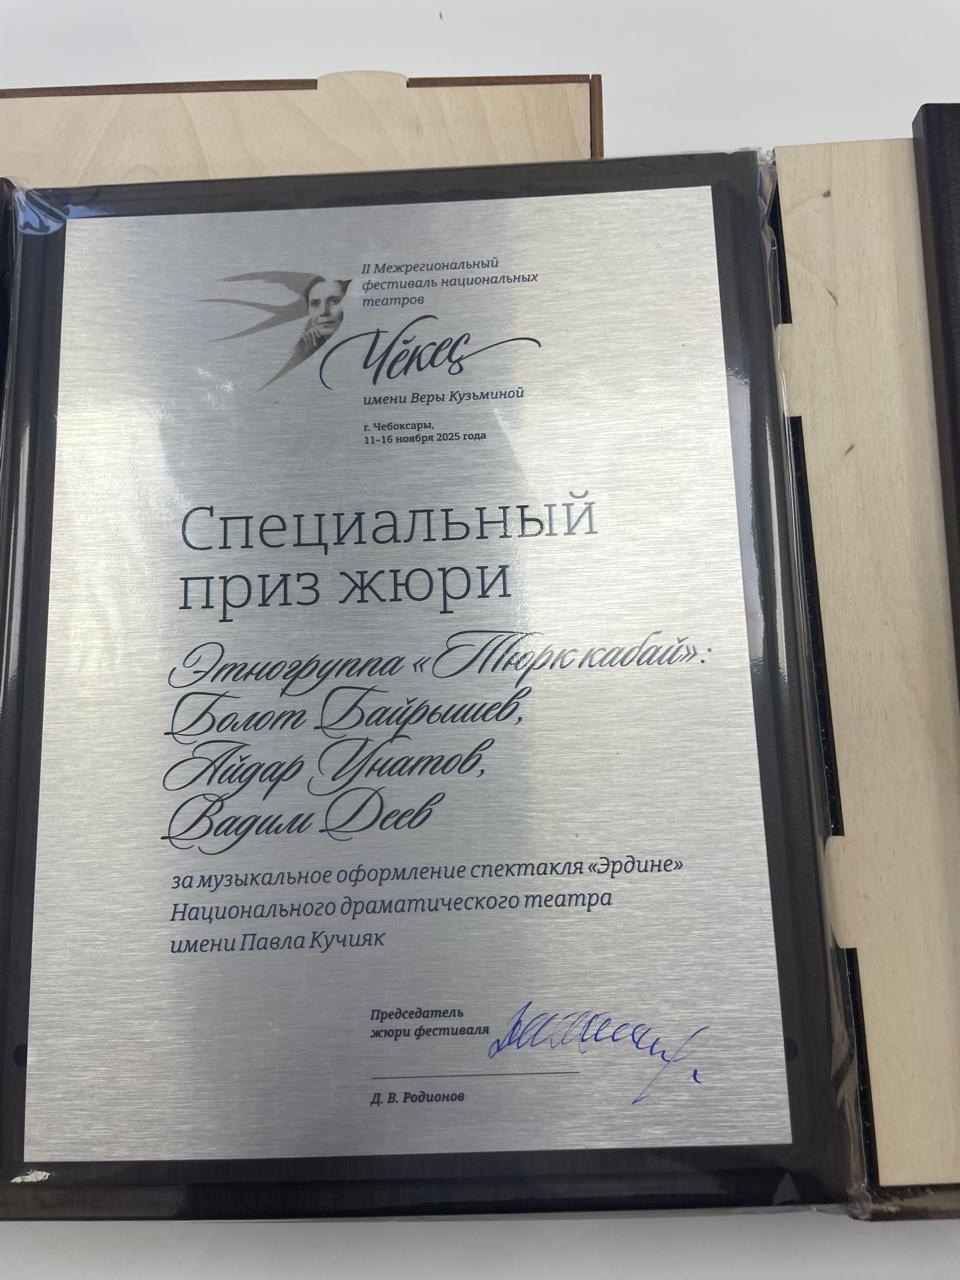 II Межрегиональный
фестиваль национальных
театров
Чӗкеҫ
имени Веры Кузьминой
г. Чебоксары,
11–16 ноября 2025 года
Специальный
приз жюри
Этногруппа «Тюрк кабай»:
Болот Байрышев,
Айдар Унатов,
Вадим Деев
за музыкальное оформление спектакля «Эрдине»
Национального драматического театра
имени Павла Кучияк
Председатель
жюри фестиваля
Д. В. Родионов